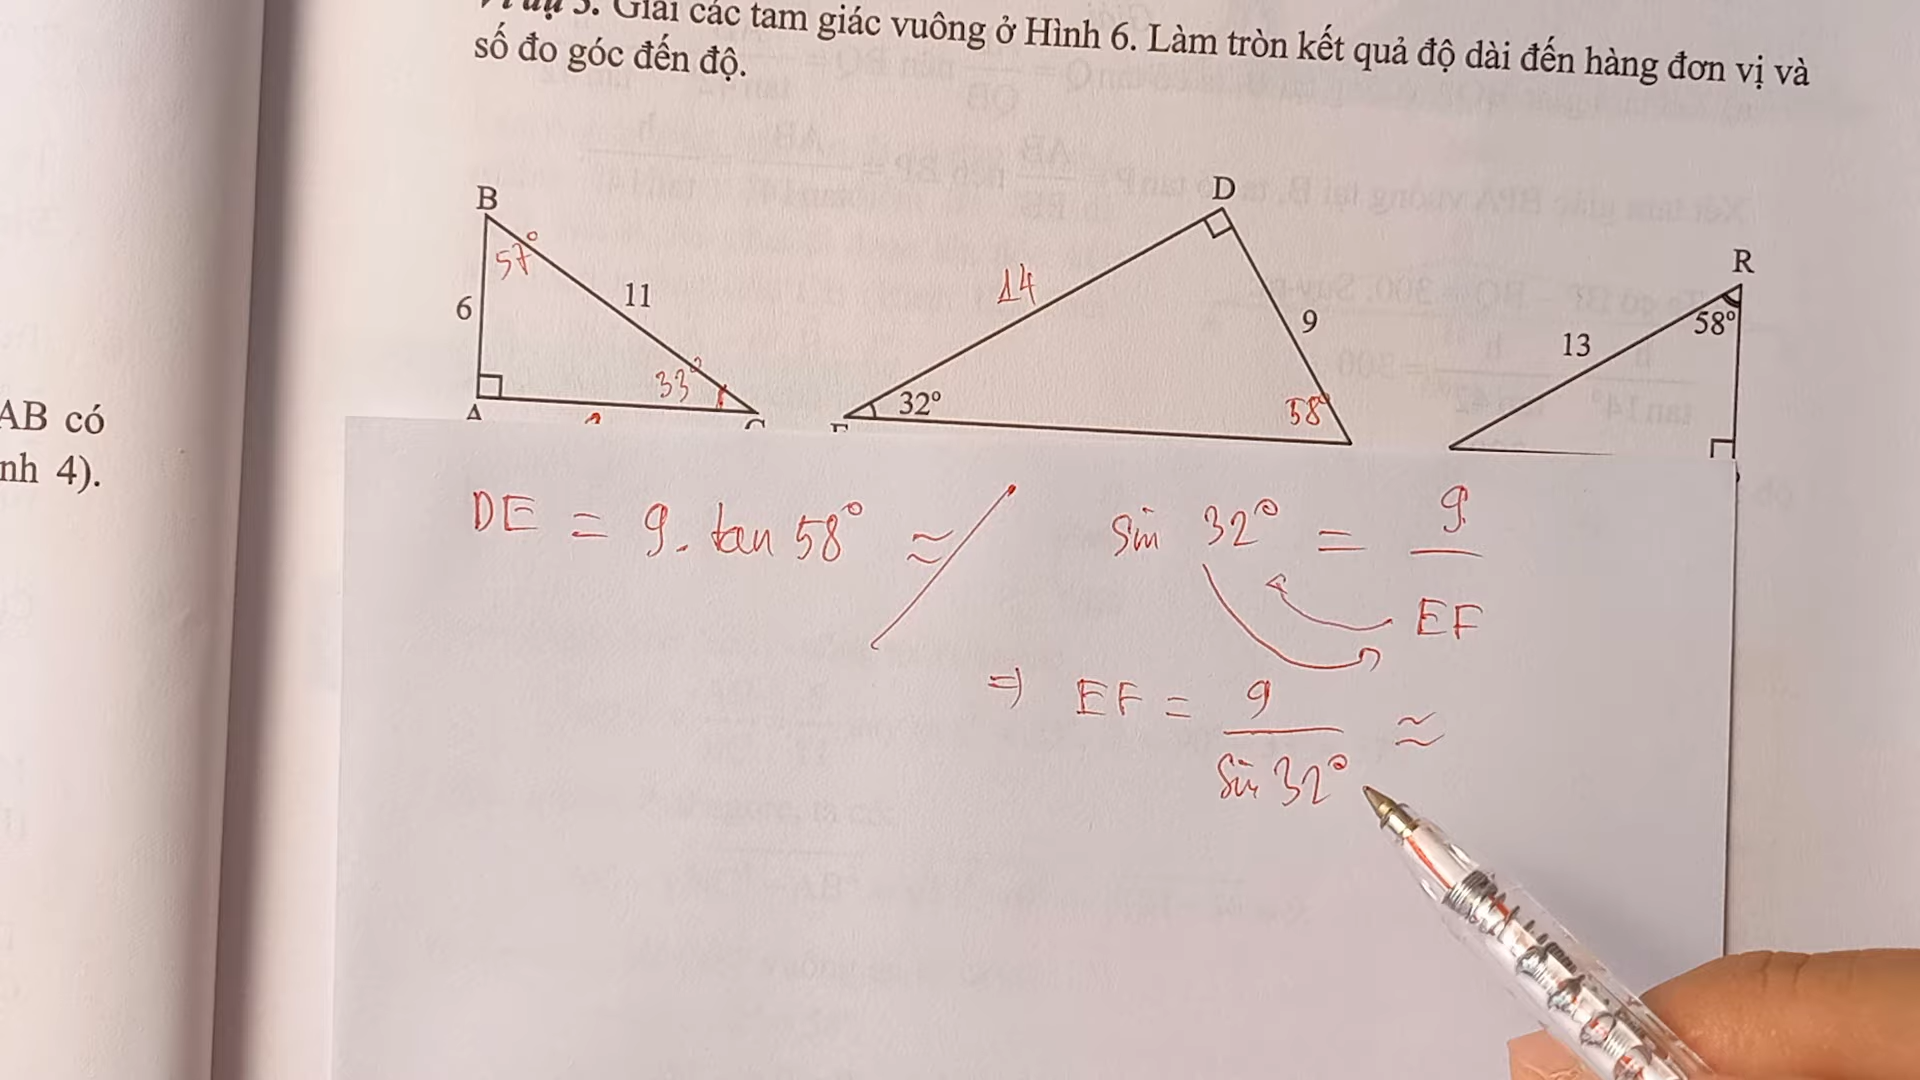 3. Giải các tam giác vuông ở Hình 6. Làm tròn kết quả độ dài đến hàng đơn vị và
số đo góc đến độ.
B
57°
6
11
33°
A
C
D
14
9
32°
58°
R
13
58°
AB có
nh 4).
DE = 9. tan 58° ≈
sin 32° = 9/EF
⇒ EF = 9/sin 32° ≈